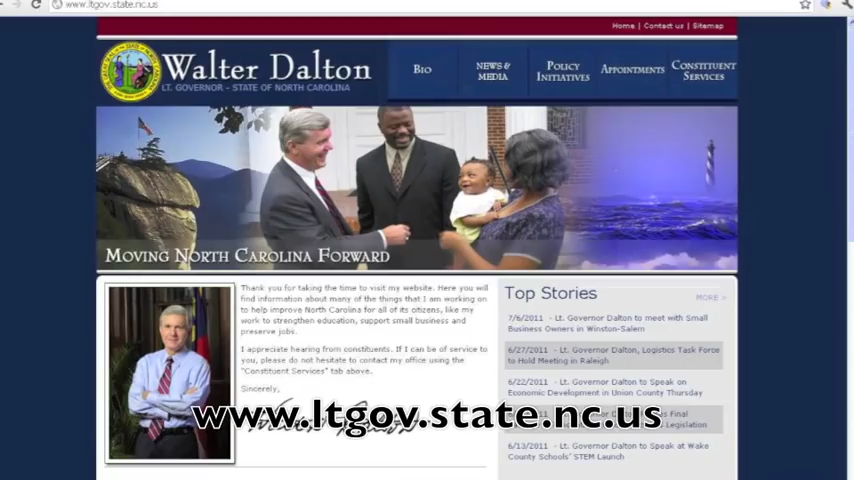 www.ltgov.state.nc.us
Home | Contact us | Sitemap
Walter Dalton
LT. GOVERNOR - STATE OF NORTH CAROLINA
Bio
News &
Media
Policy
Initiatives
Appointments
Constituent
Services
Moving North Carolina Forward
Thank you for taking the time to visit my website. Here you will
find information about many of the things that I am working on
to help improve North Carolina for all of its citizens, like my
work to strengthen education, support small business and
preserve jobs.
I appreciate hearing from constituents. If I can be of service to
you, please do not hesitate to contact my office using the
"Constituent Services" tab above.
Sincerely,
Top Stories
MORE >
7/6/2011 - Lt. Governor Dalton to meet with Small
Business Owners in Winston-Salem
6/27/2011 - Lt. Governor Dalton, Logistics Task Force
to Hold Meeting in Raleigh
6/22/2011 - Lt. Governor Dalton to Speak on
Economic Development in Union County Thursday
Final
Legislation
6/13/2011 - Lt. Governor Dalton to Speak at Wake
County Schools' STEM Launch
www.ltgov.state.nc.us